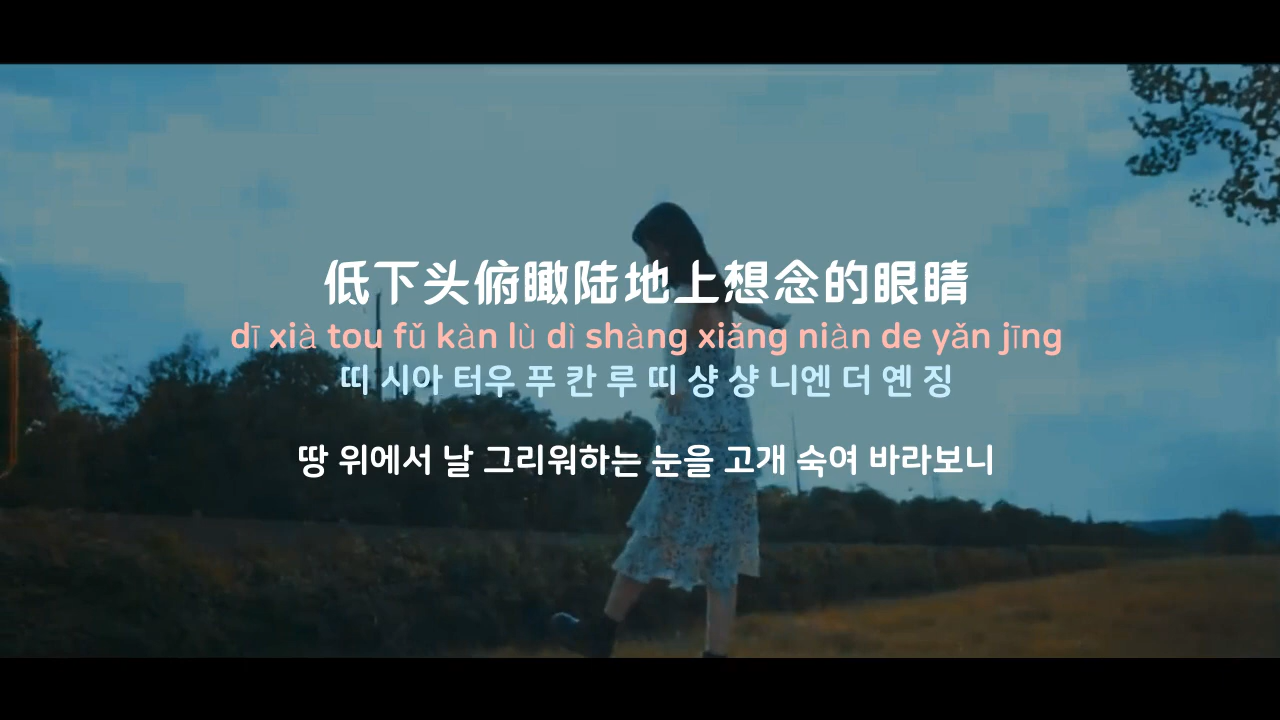 低下头俯瞰陆地上想念的眼睛
dī xià tou fǔ kàn lù dì shàng xiǎng niàn de yǎn jīng
띠 시아 터우 푸 칸 루 띠 샹 샹 니엔 더 옌 징
땅 위에서 날 그리워하는 눈을 고개 숙여 바라보니